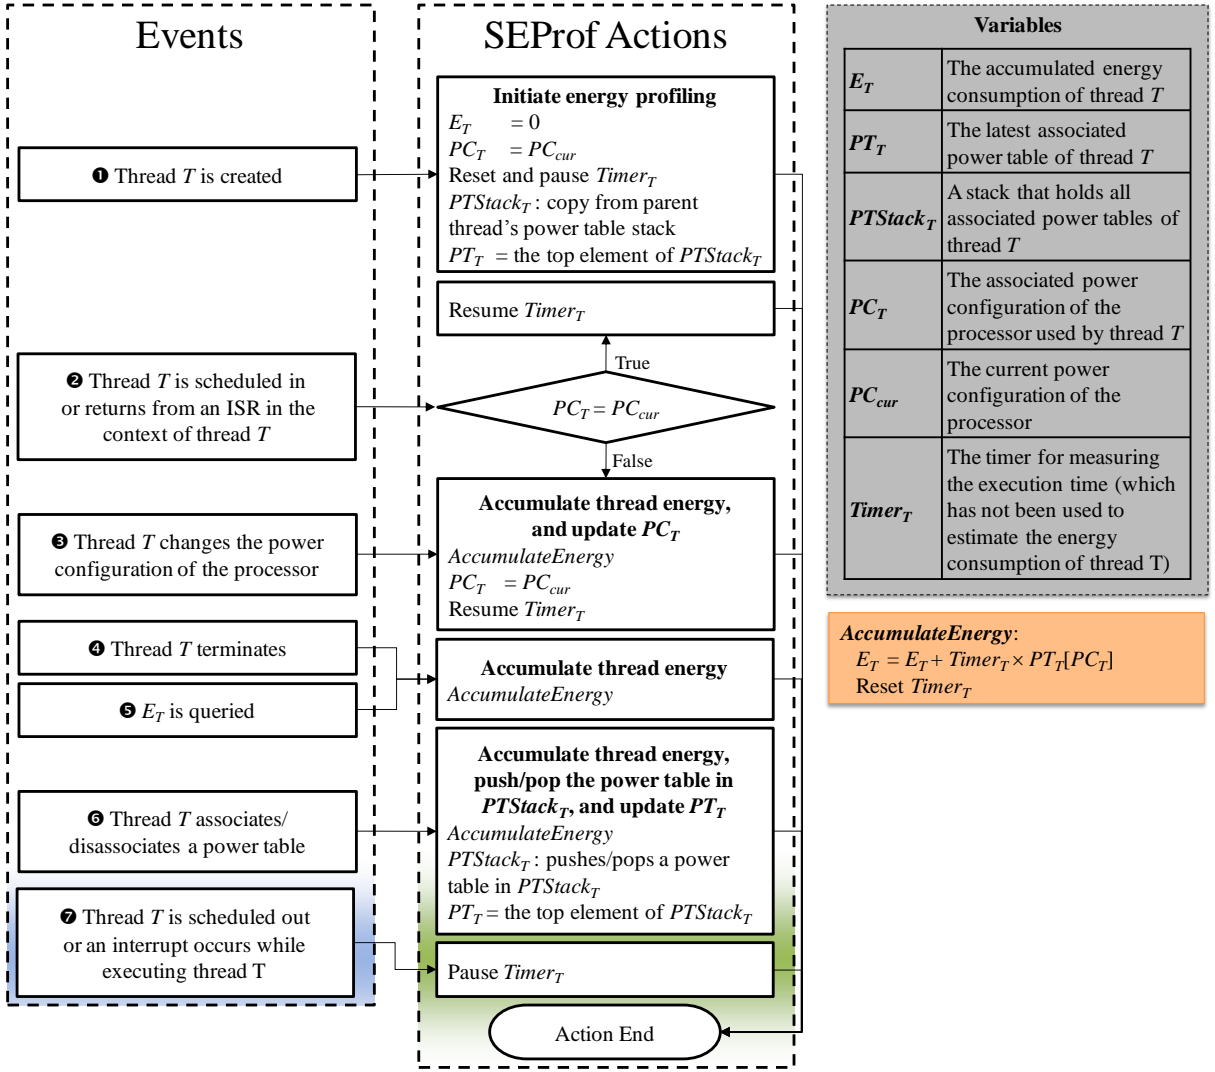 Events
❶ Thread T is created
❷ Thread T is scheduled in
or returns from an ISR in the
context of thread T
❸ Thread T changes the power
configuration of the processor
❹ Thread T terminates
❺ E_T is queried
❻ Thread T associates/
disassociates a power table
❼ Thread T is scheduled out
or an interrupt occurs while
executing thread T
SEProf Actions
Initiate energy profiling
E_T = 0
PC_T = PC_cur
Reset and pause Timer_T
PTStack_T : copy from parent
thread's power table stack
PT_T = the top element of PTStack_T
Resume Timer_T
True
PC_T = PC_cur
False
Accumulate thread energy,
and update PC_T
AccumulateEnergy
PC_T = PC_cur
Resume Timer_T
Accumulate thread energy
AccumulateEnergy
Accumulate thread energy,
push/pop the power table in
PTStack_T, and update PT_T
AccumulateEnergy
PTStack_T : pushes/pops a power
table in PTStack_T
PT_T = the top element of PTStack_T
Pause Timer_T
Action End
Variables
E_T
The accumulated energy
consumption of thread T
PT_T
The latest associated
power table of thread T
PTStack_T
A stack that holds all
associated power tables of
thread T
PC_T
The associated power
configuration of the
processor used by thread T
PC_cur
The current power
configuration of the
processor
Timer_T
The timer for measuring
the execution time (which
has not been used to
estimate the energy
consumption of thread T)
AccumulateEnergy:
E_T = E_T + Timer_T × PT_T[PC_T]
Reset Timer_T